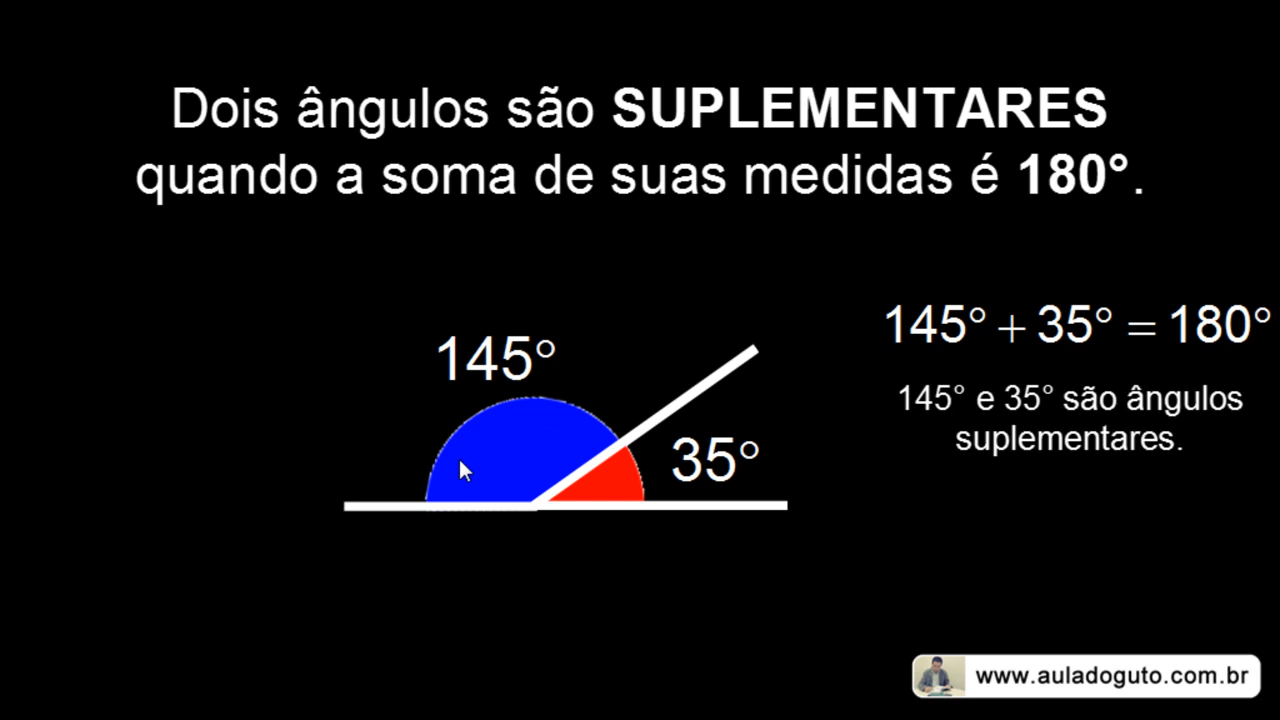 Dois ângulos são SUPLEMENTARES
quando a soma de suas medidas é 180°.
145° + 35° = 180°
145°
145° e 35° são ângulos
suplementares.
35°
www.auladoguto.com.br